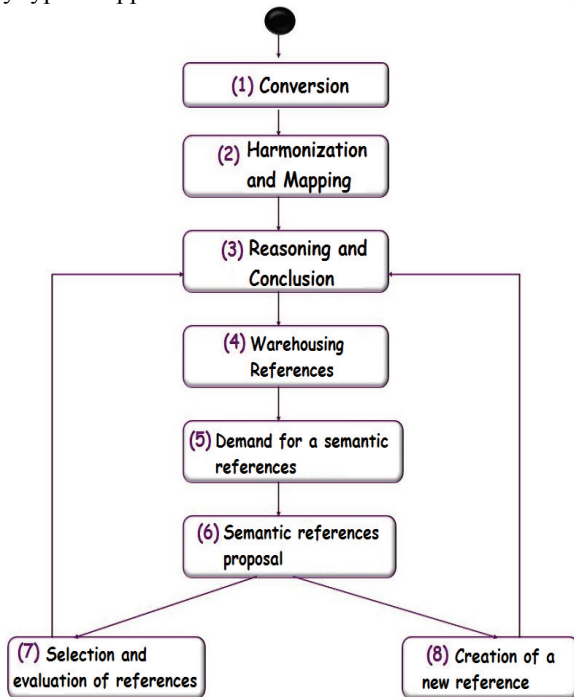 (1) Conversion
(2) Harmonization
and Mapping
(3) Reasoning and
Conclusion
(4) Warehousing
References
(5) Demand for a semantic
references
(6) Semantic references
proposal
(7) Selection and
evaluation of references
(8) Creation of a
new reference